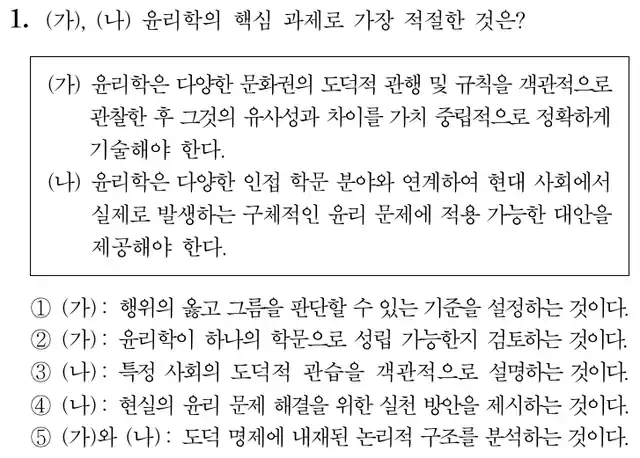 1. (가), (나) 윤리학의 핵심 과제로 가장 적절한 것은?
(가) 윤리학은 다양한 문화권의 도덕적 관행 및 규칙을 객관적으로
관찰한 후 그것의 유사성과 차이를 가치 중립적으로 정확하게
기술해야 한다.
(나) 윤리학은 다양한 인접 학문 분야와 연계하여 현대 사회에서
실제로 발생하는 구체적인 윤리 문제에 적용 가능한 대안을
제공해야 한다.
① (가): 행위의 옳고 그름을 판단할 수 있는 기준을 설정하는 것이다.
② (가): 윤리학이 하나의 학문으로 성립 가능한지 검토하는 것이다.
③ (나): 특정 사회의 도덕적 관습을 객관적으로 설명하는 것이다.
④ (나): 현실의 윤리 문제 해결을 위한 실천 방안을 제시하는 것이다.
⑤ (가)와 (나): 도덕 명제에 내재된 논리적 구조를 분석하는 것이다.